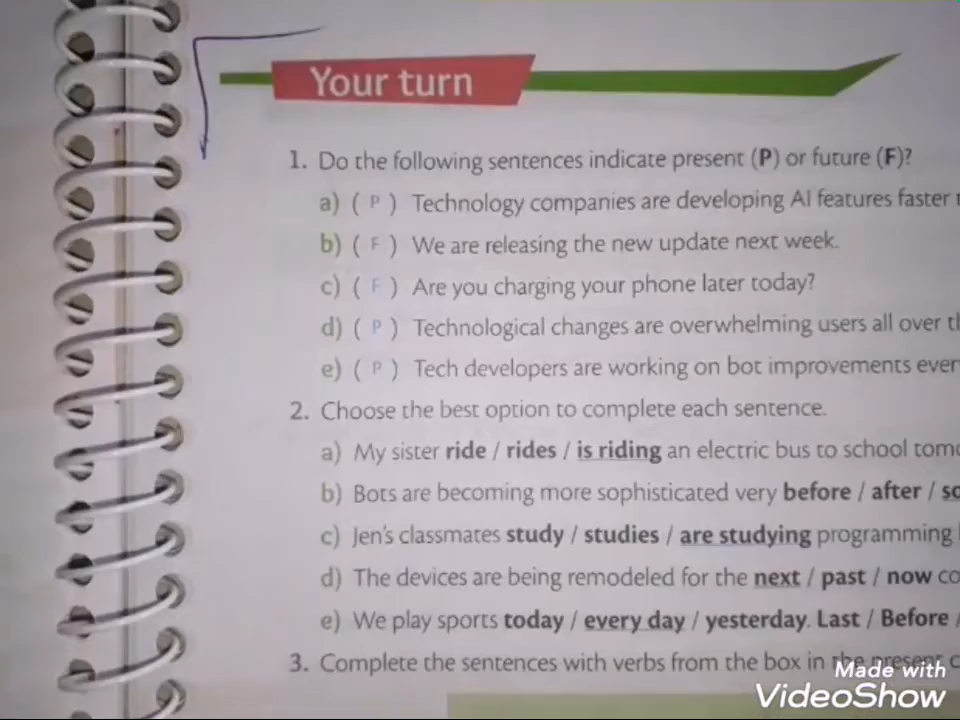 Your turn
1. Do the following sentences indicate present (P) or future (F)?
a) ( P ) Technology companies are developing AI features faster
b) ( F ) We are releasing the new update next week.
c) ( F ) Are you charging your phone later today?
d) ( P ) Technological changes are overwhelming users all over
e) ( P ) Tech developers are working on bot improvements
2. Choose the best option to complete each sentence.
a) My sister ride / rides / is riding an electric bus to school
b) Bots are becoming more sophisticated very before / after /
c) Jen's classmates study / studies / are studying programming
d) The devices are being remodeled for the next / past / now
e) We play sports today / every day / yesterday. Last / Before /
3. Complete the sentences with verbs from the box in the present
Made with
VideoShow